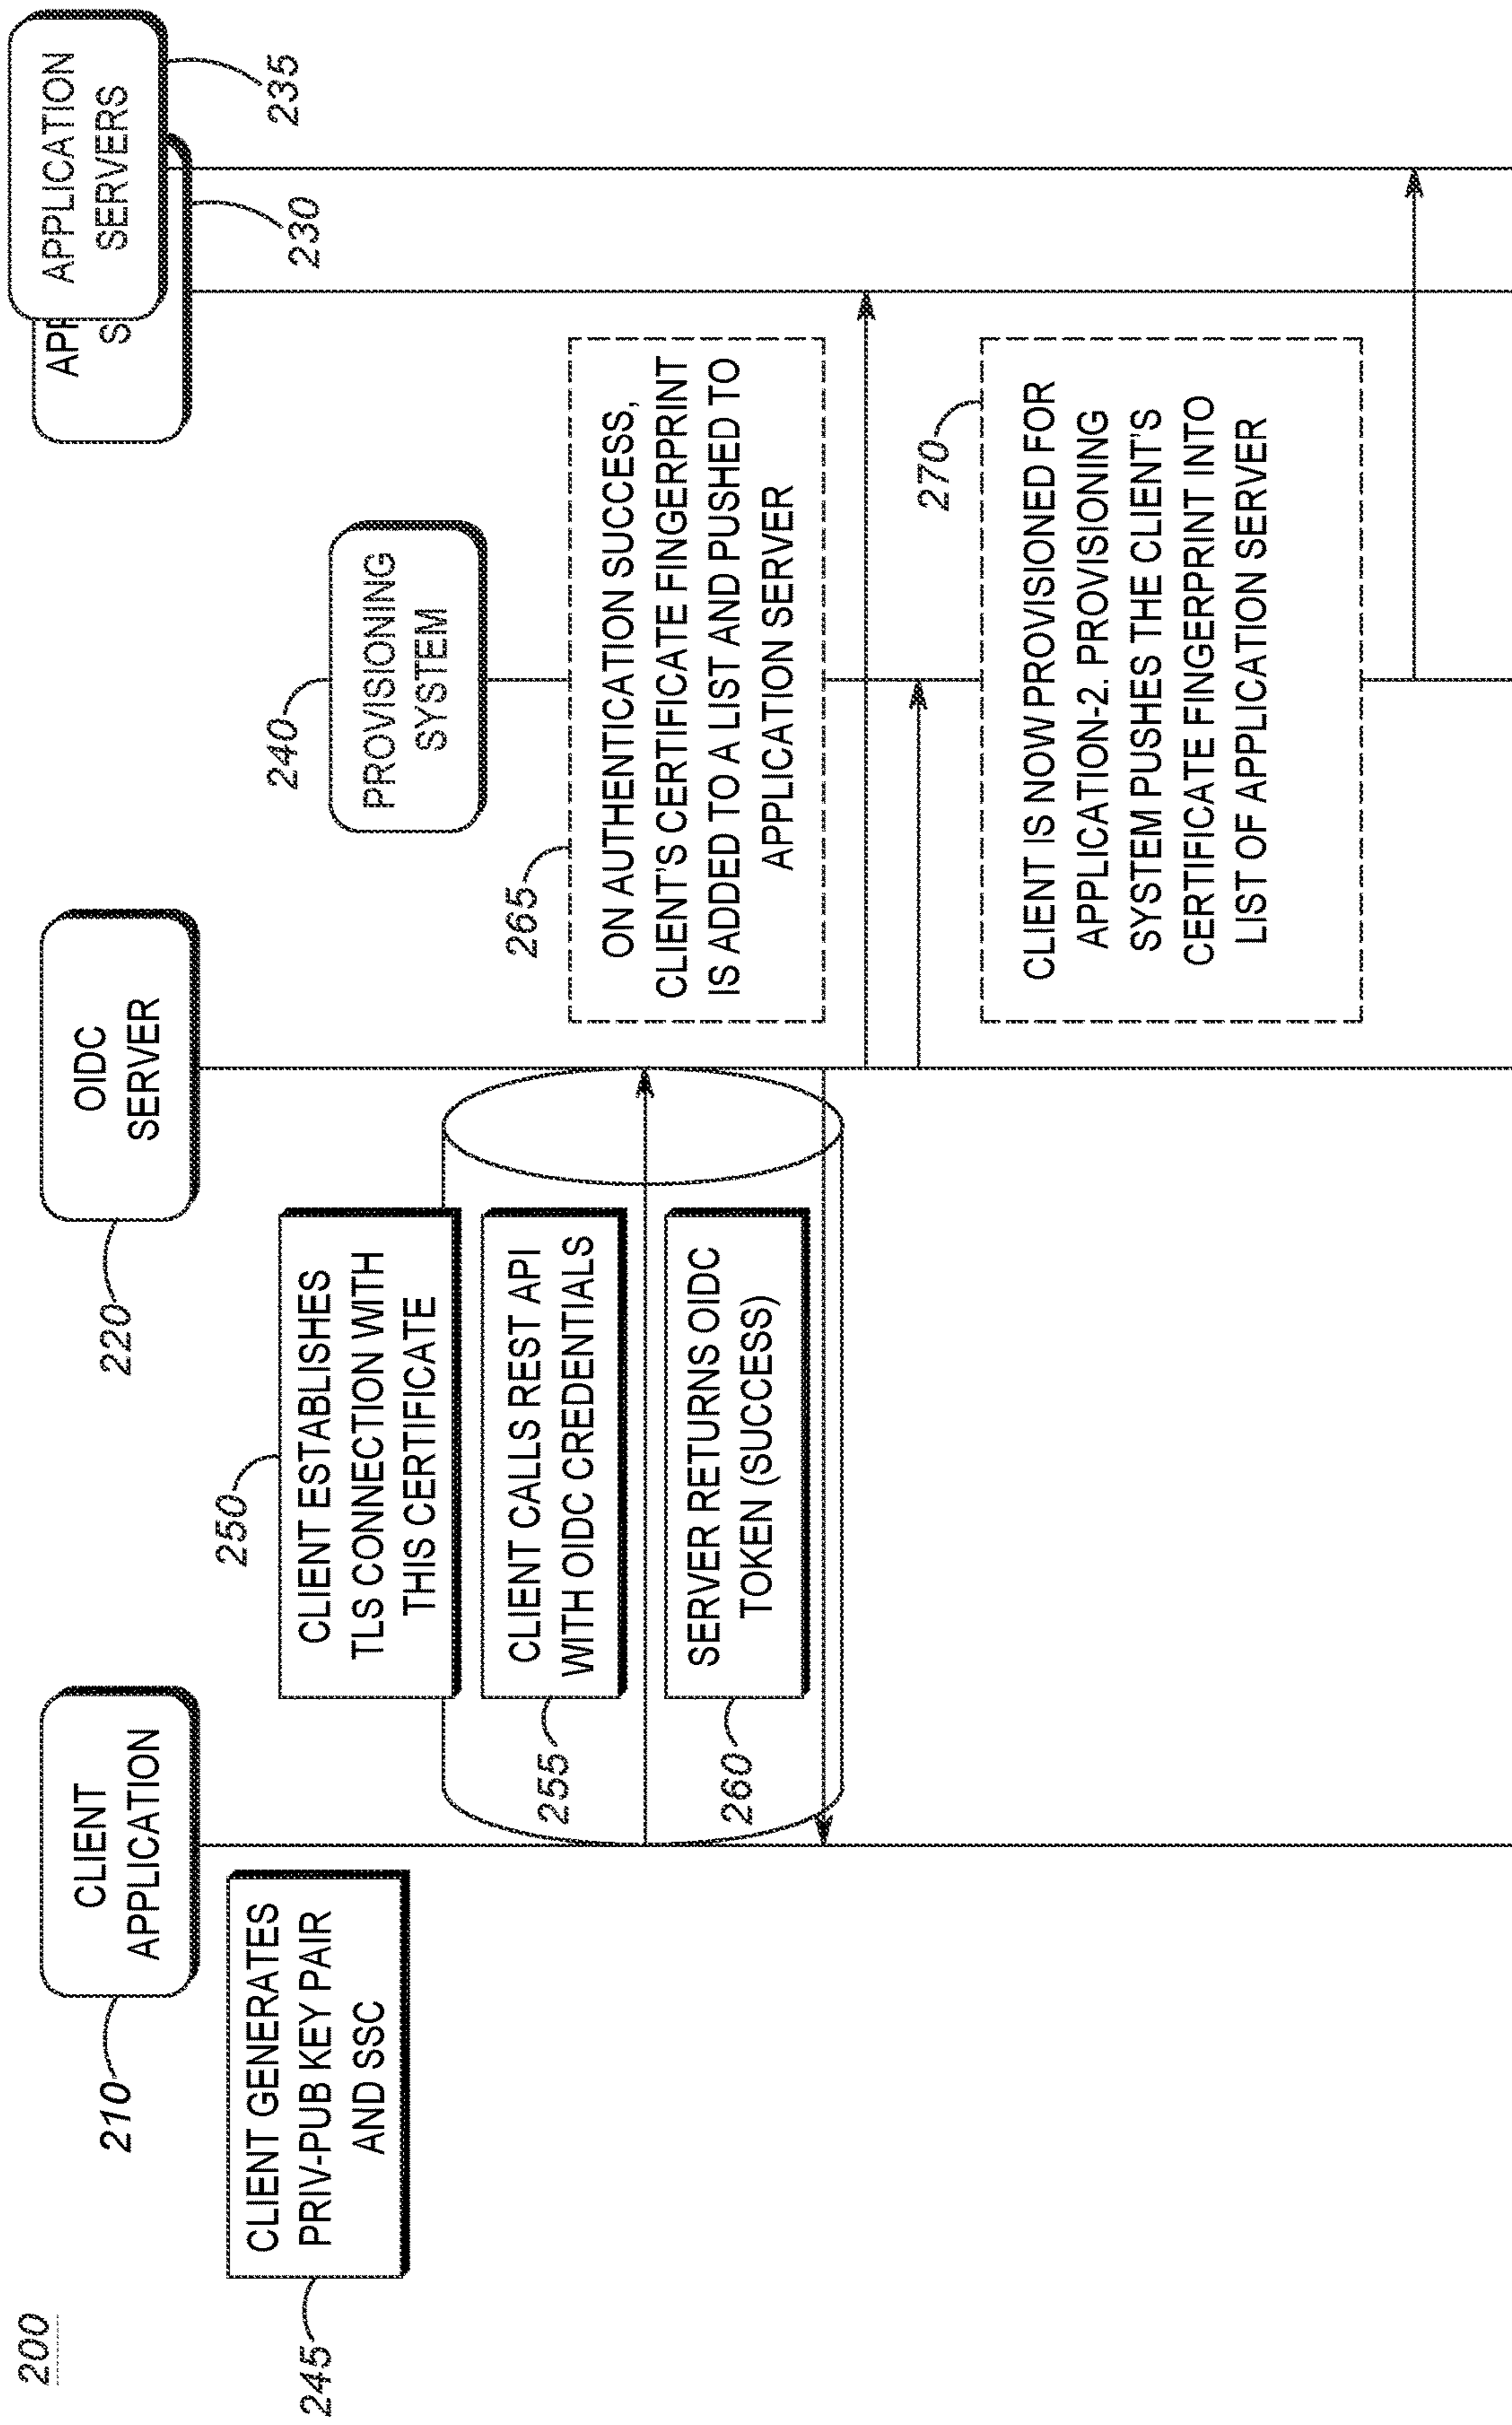 200
210
CLIENT
APPLICATION
220
OIDC
SERVER
240
PROVISIONING
SYSTEM
APP
S
230
APPLICATION
SERVERS
235
245
CLIENT GENERATES
PRIV-PUB KEY PAIR
AND SSC
250
CLIENT ESTABLISHES
TLS CONNECTION WITH
THIS CERTIFICATE
255
CLIENT CALLS REST API
WITH OIDC CREDENTIALS
260
SERVER RETURNS OIDC
TOKEN (SUCCESS)
265
ON AUTHENTICATION SUCCESS,
CLIENT'S CERTIFICATE FINGERPRINT
IS ADDED TO A LIST AND PUSHED TO
APPLICATION SERVER
270
CLIENT IS NOW PROVISIONED FOR
APPLICATION-2. PROVISIONING
SYSTEM PUSHES THE CLIENT'S
CERTIFICATE FINGERPRINT INTO
LIST OF APPLICATION SERVER